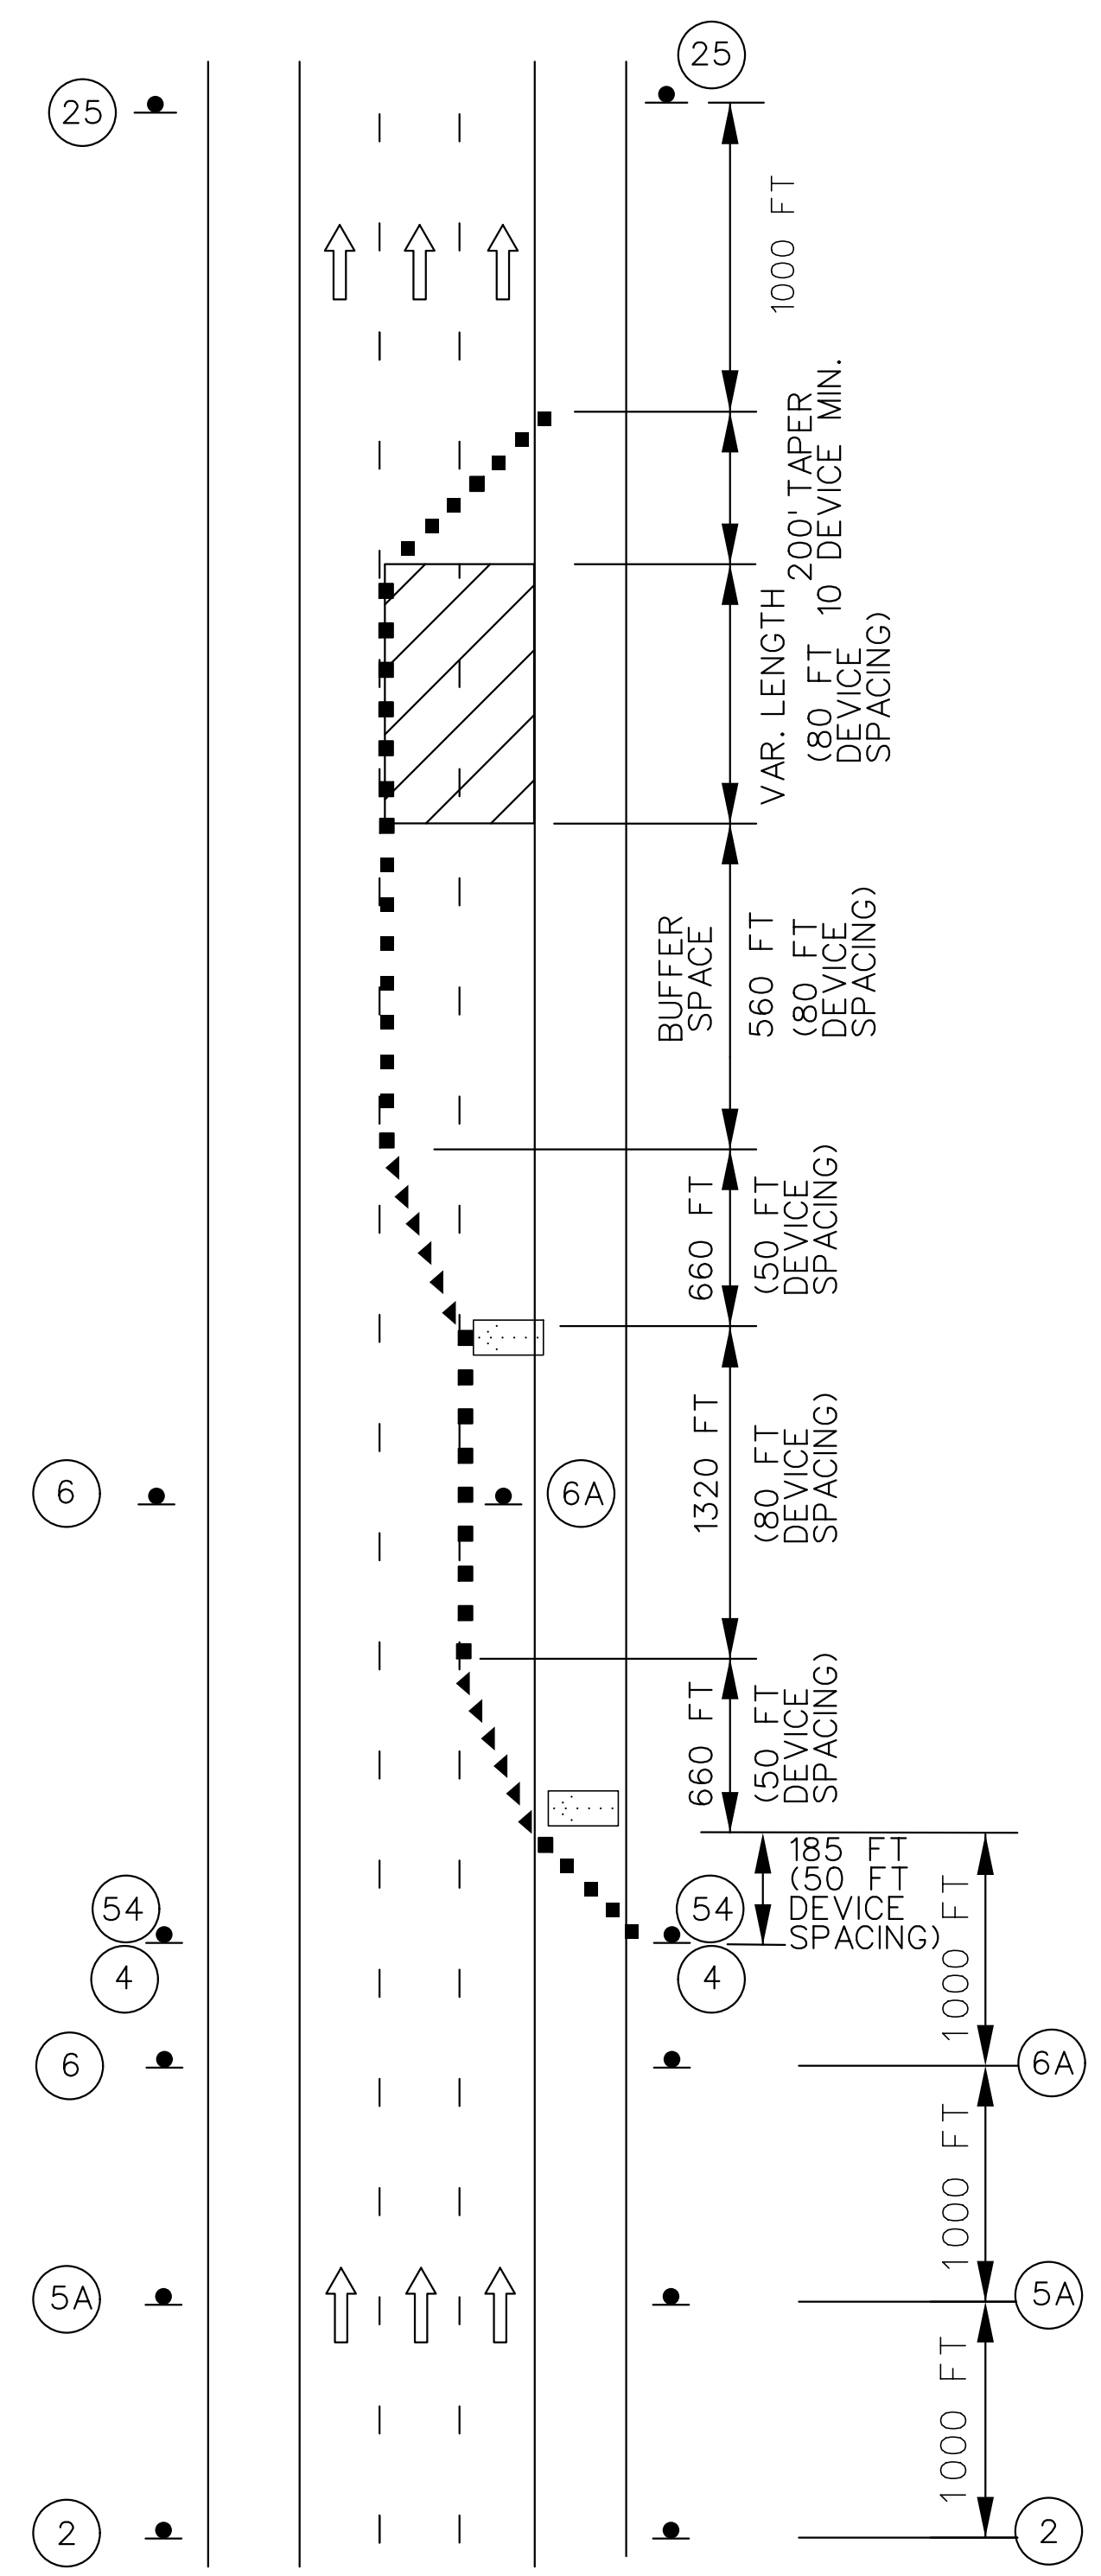 25
25
1000 FT
200' TAPER
10 DEVICE MIN.
VAR. LENGTH
(80 FT
DEVICE
SPACING)
BUFFER
SPACE
560 FT
(80 FT
DEVICE
SPACING)
660 FT
(50 FT
DEVICE
SPACING)
1320 FT
(80 FT
DEVICE
SPACING)
6
6A
660 FT
(50 FT
DEVICE
SPACING)
185 FT
(50 FT
DEVICE
SPACING)
54
54
4
4
1000 FT
6
6A
1000 FT
5A
5A
1000 FT
2
2